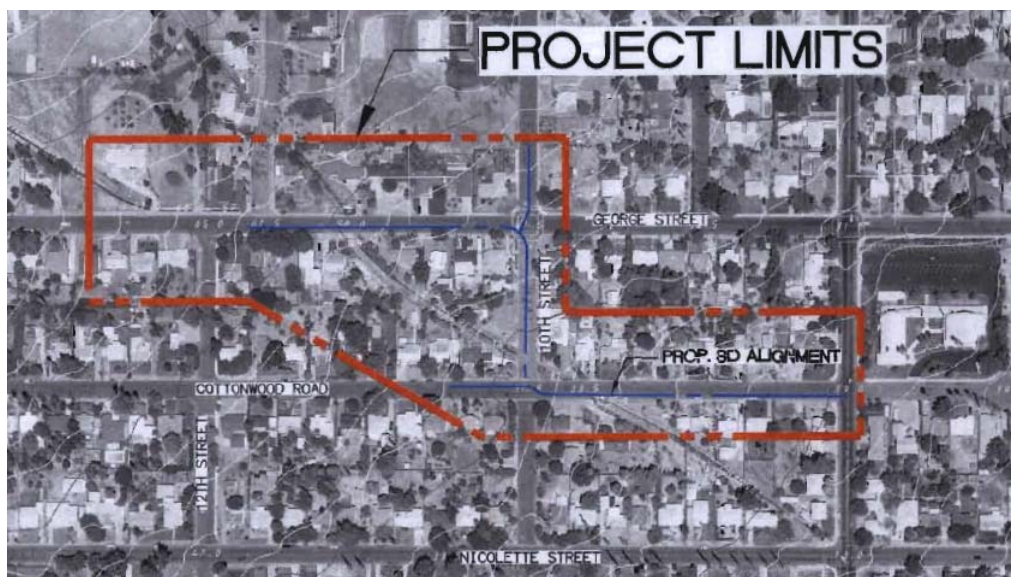 PROJECT LIMITS
GEORGE STREET
10TH STREET
PROP. SD ALIGNMENT
COTTONWOOD ROAD
12TH STREET
NICOLETTE STREET